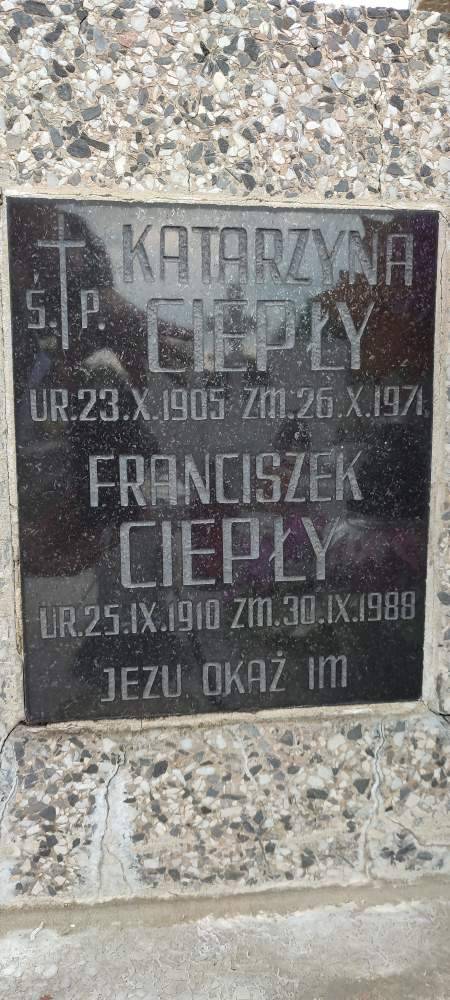 KATARZYNA
Ś. P.
CIEPŁY
UR.23.X.1905 ZM.26.X.1971
FRANCISZEK
CIEPŁY
UR.25.IX.1910 ZM.30.IX.1988
JEZU OKAŻ IM